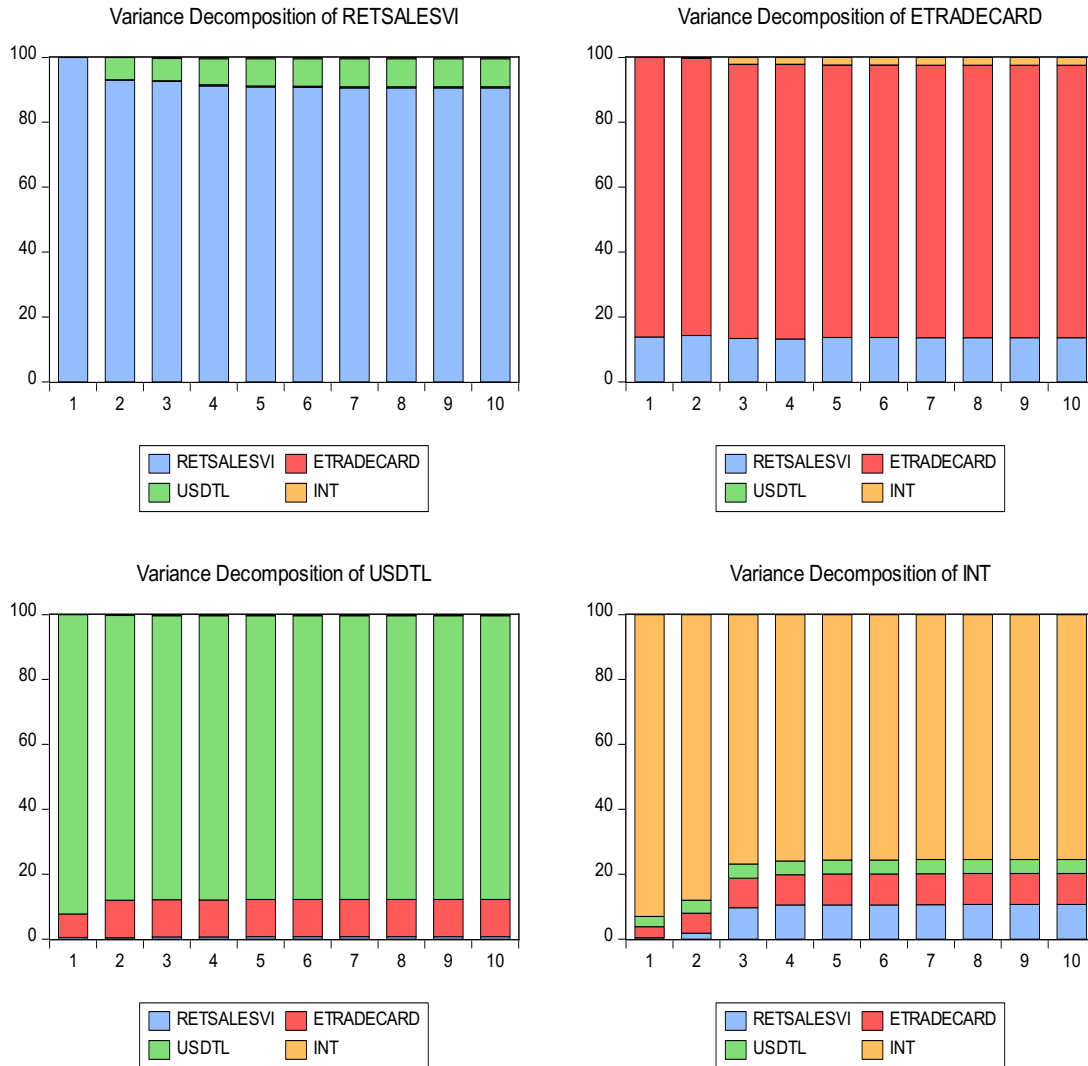 Variance Decomposition of RETSALESVI
100
80
60
40
20
0
1 2 3 4 5 6 7 8 9 10
RETSALESVI ETRADECARD
USDTL INT
Variance Decomposition of ETRADECARD
100
80
60
40
20
0
1 2 3 4 5 6 7 8 9 10
RETSALESVI ETRADECARD
USDTL INT
Variance Decomposition of USDTL
100
80
60
40
20
0
1 2 3 4 5 6 7 8 9 10
RETSALESVI ETRADECARD
USDTL INT
Variance Decomposition of INT
100
80
60
40
20
0
1 2 3 4 5 6 7 8 9 10
RETSALESVI ETRADECARD
USDTL INT